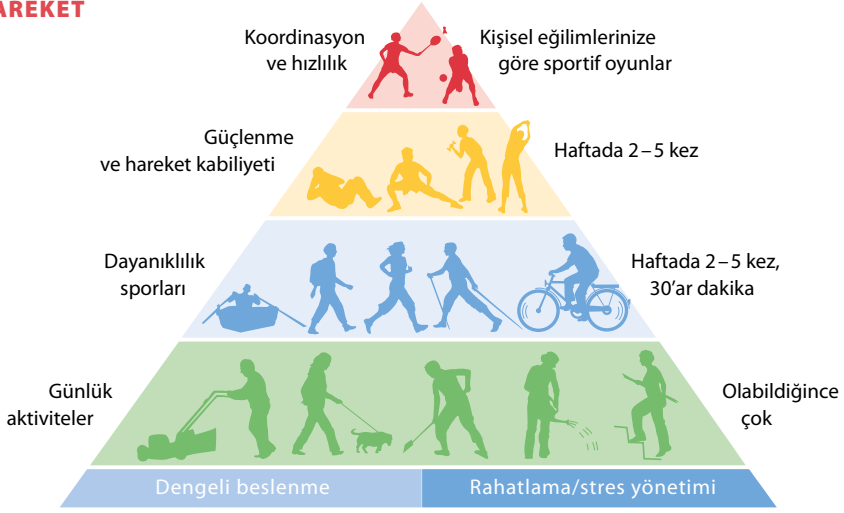 AREKET
Koordinasyon
ve hızlılık
Kişisel eğilimlerinize
göre sportif oyunlar
Güçlenme
ve hareket kabiliyeti
Haftada 2–5 kez
Dayanıklılık
sporları
Haftada 2–5 kez,
30’ar dakika
Günlük
aktiviteler
Olabildiğince
çok
Dengeli beslenme
Rahatlama/stres yönetimi